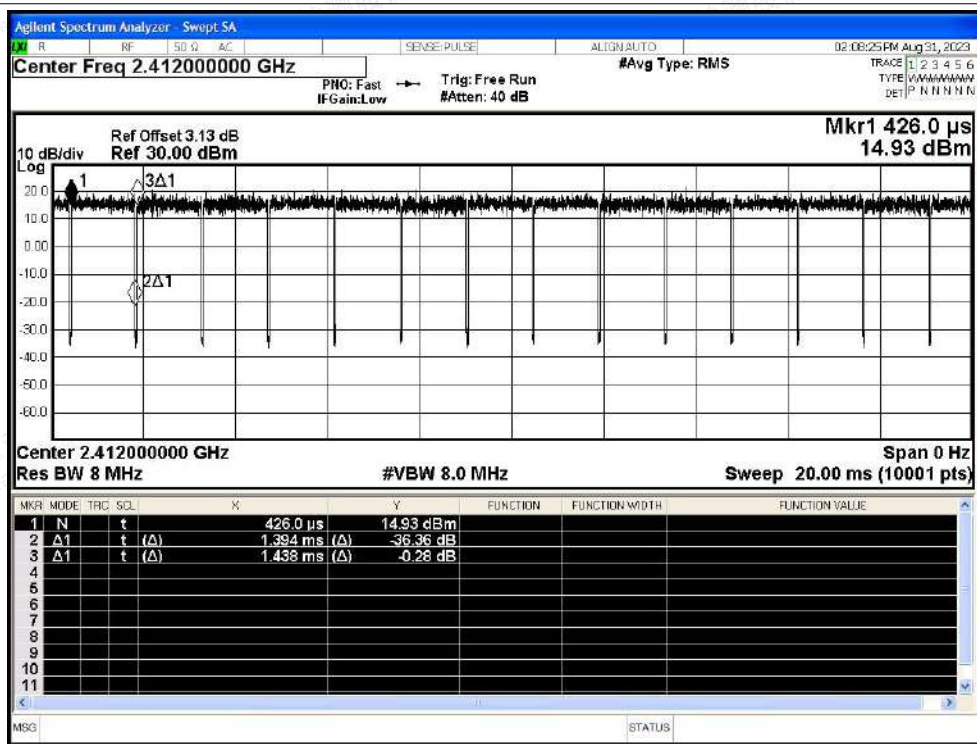 Agilent Spectrum Analyzer - Swept SA
LXI R RF 50 Ω AC SENSE:PULSE ALIGN AUTO 02:08:25 PM Aug 31, 2023
Center Freq 2.412000000 GHz
PNO: Fast
IFGain:Low
Trig: Free Run
#Atten: 40 dB
#Avg Type: RMS
TRACE 1 2 3 4 5 6
TYPE
DET P N N N N N
Mkr1 426.0 µs
14.93 dBm
Ref Offset 3.13 dB
10 dB/div Ref 30.00 dBm
Log
1 3Δ1
20.0
10.0
0.00
-10.0
2Δ1
-20.0
-30.0
-40.0
-50.0
-60.0
Center 2.412000000 GHz Span 0 Hz
Res BW 8 MHz #VBW 8.0 MHz Sweep 20.00 ms (10001 pts)
MKR MODE TRC SCL X Y FUNCTION FUNCTION WIDTH FUNCTION VALUE
1 N t 426.0 µs 14.93 dBm
2 Δ1 t (Δ) 1.394 ms (Δ) -36.36 dB
3 Δ1 t (Δ) 1.438 ms (Δ) -0.28 dB
4
5
6
7
8
9
10
11
MSG STATUS